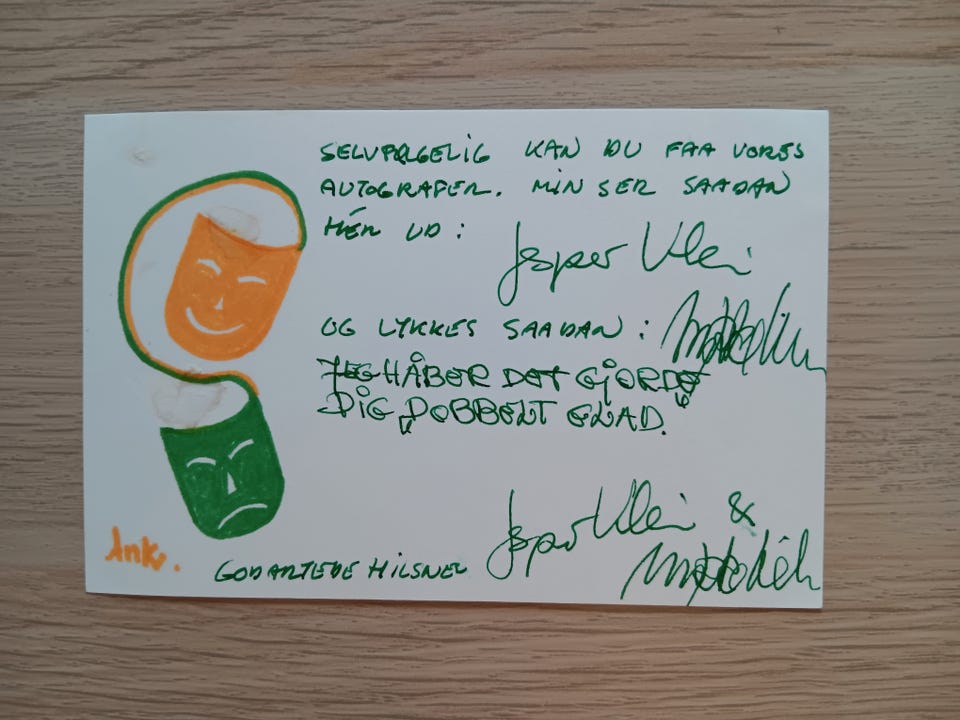 SELVFØLGELIG KAN DU FAA VORES
AUTOGRAFER. MIN SER SAADAN
HER UD :
Jesper Klein
OG LYKKES SAADAN :
JEG HÅBER DET GJORDE
DIG DOBBELT GLAD.
Jesper Klein &
GODARTEDE HILSNER